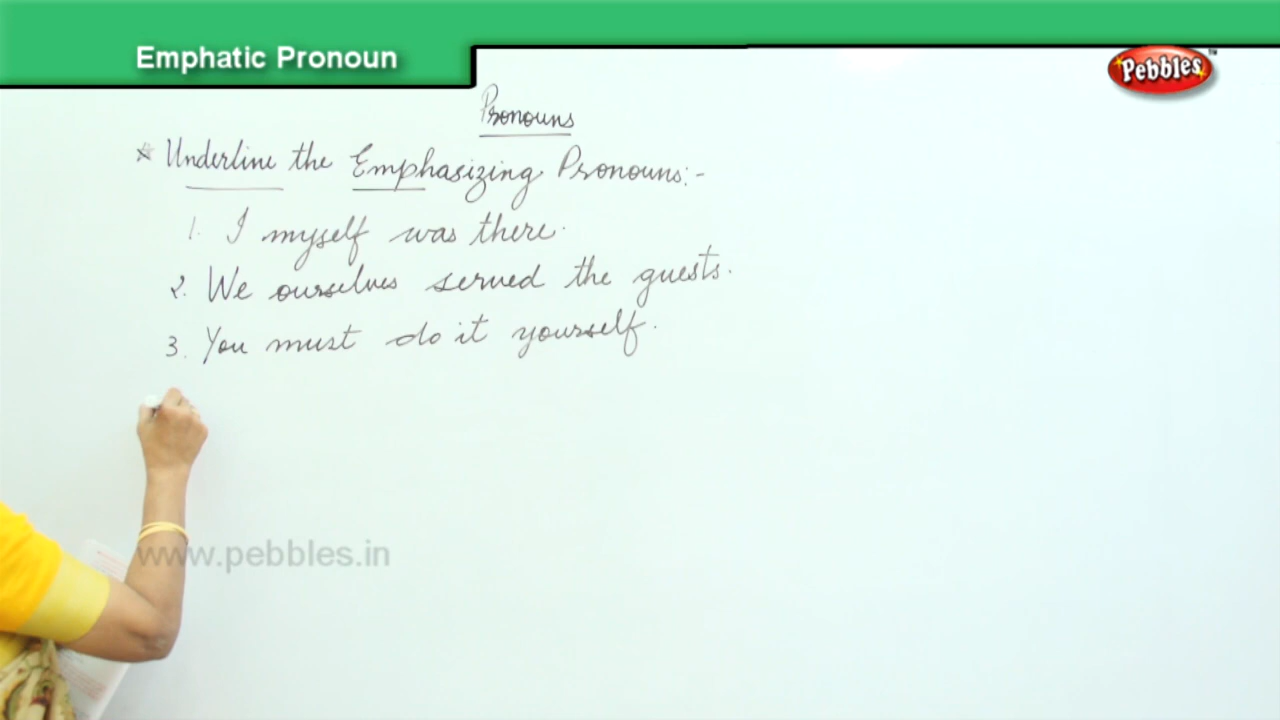 Emphatic Pronoun
Pebbles™
Pronouns
* Underline the Emphasizing Pronouns:-
1. I myself was there.
2. We ourselves served the guests.
3. You must do it yourself.
www.pebbles.in